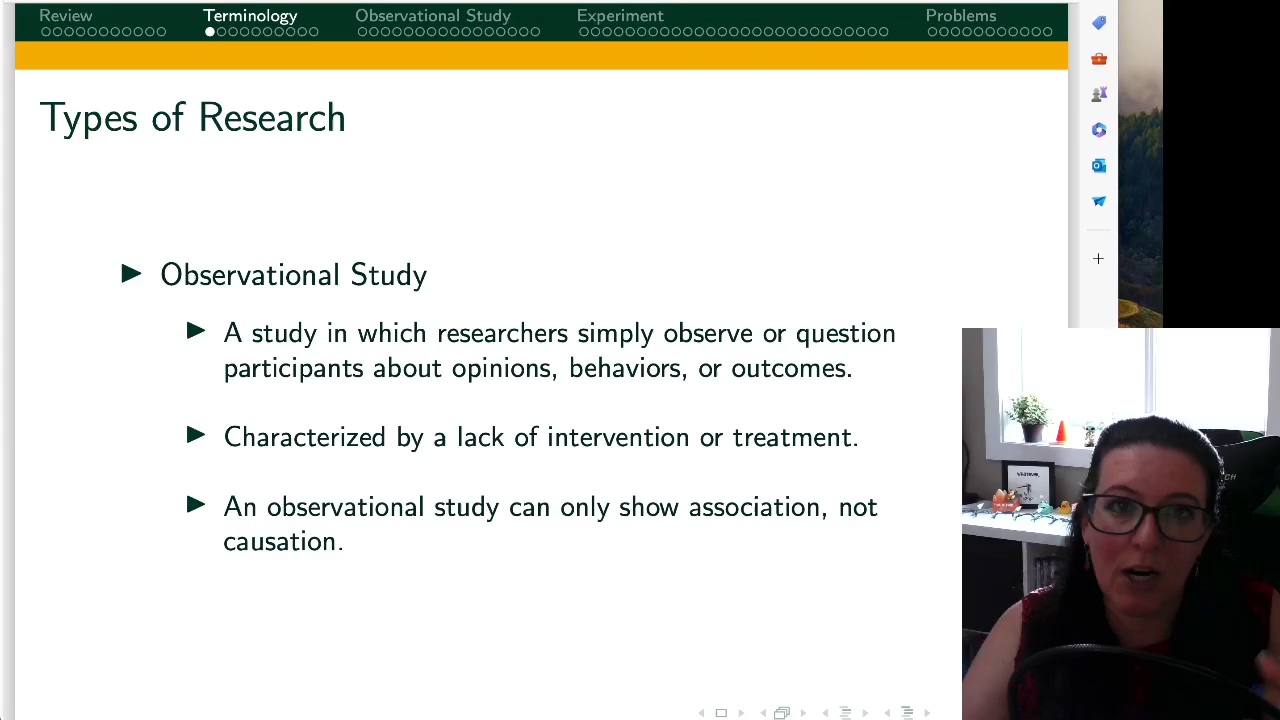 Review Terminology Observational Study Experiment Problems
Types of Research
Observational Study
A study in which researchers simply observe or question
participants about opinions, behaviors, or outcomes.
Characterized by a lack of intervention or treatment.
An observational study can only show association, not
causation.